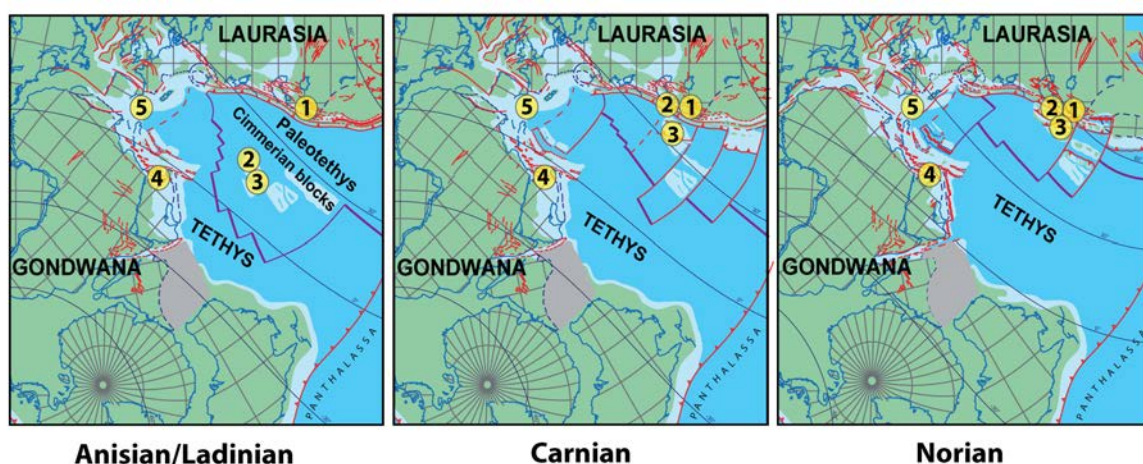 LAURASIA
1
5
Paleotethys
Cimmerian blocks
2
3
4
TETHYS
GONDWANA
PANTHALASSA
Anisian/Ladinian
LAURASIA
2
1
5
3
4
TETHYS
GONDWANA
PANTHALASSA
Carnian
LAURASIA
2
1
5
3
4
TETHYS
GONDWANA
PANTHALASSA
Norian